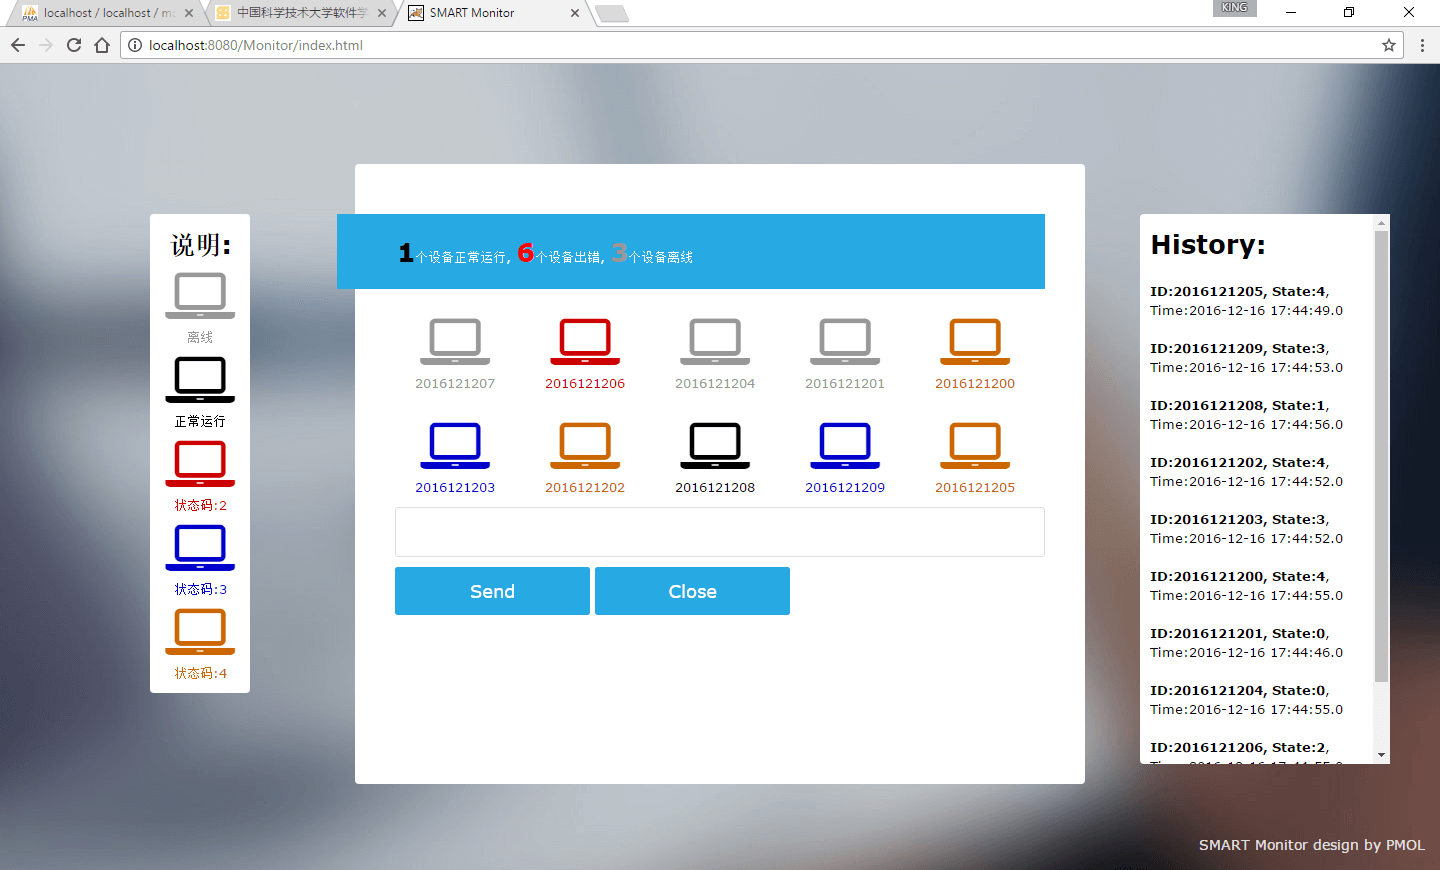 localhost / localhost / mo
中国科学技术大学软件学
SMART Monitor
KING
localhost:8080/Monitor/index.html
说明:
离线
正常运行
状态码:2
状态码:3
状态码:4
1个设备正常运行, 6个设备出错, 3个设备离线
2016121207 2016121206 2016121204 2016121201 2016121200
2016121203 2016121202 2016121208 2016121209 2016121205
Send Close
History:
ID:2016121205, State:4,
Time:2016-12-16 17:44:49.0
ID:2016121209, State:3,
Time:2016-12-16 17:44:53.0
ID:2016121208, State:1,
Time:2016-12-16 17:44:56.0
ID:2016121202, State:4,
Time:2016-12-16 17:44:52.0
ID:2016121203, State:3,
Time:2016-12-16 17:44:52.0
ID:2016121200, State:4,
Time:2016-12-16 17:44:55.0
ID:2016121201, State:0,
Time:2016-12-16 17:44:46.0
ID:2016121204, State:0,
Time:2016-12-16 17:44:55.0
ID:2016121206, State:2,
SMART Monitor design by PMOL